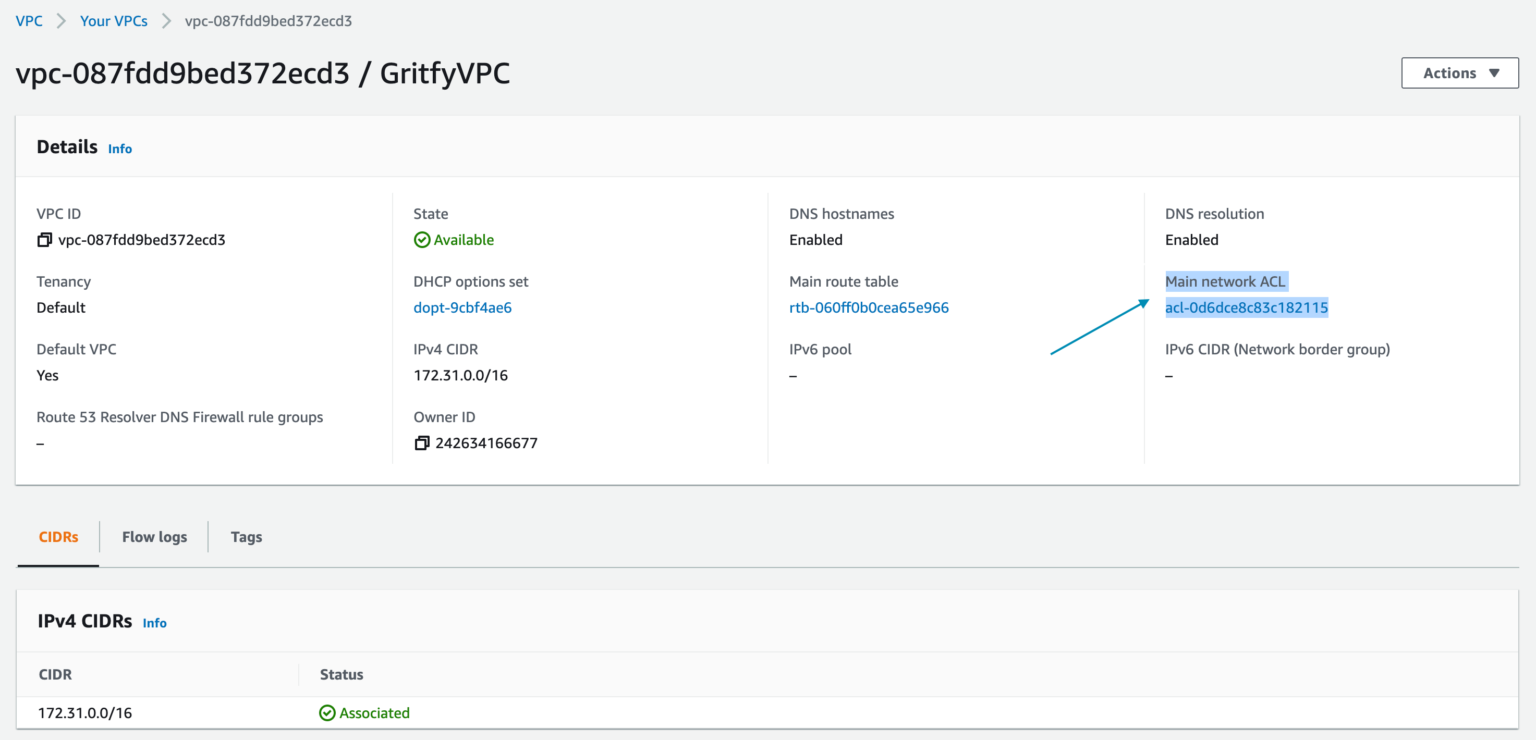 VPC > Your VPCs > vpc-087fdd9bed372ecd3
vpc-087fdd9bed372ecd3 / GritfyVPC
Actions ▼
Details Info
VPC ID
vpc-087fdd9bed372ecd3
State
Available
DNS hostnames
Enabled
DNS resolution
Enabled
Tenancy
Default
DHCP options set
dopt-9cbf4ae6
Main route table
rtb-060ff0b0cea65e966
Main network ACL
acl-0d6dce8c83c182115
Default VPC
Yes
IPv4 CIDR
172.31.0.0/16
IPv6 pool
–
IPv6 CIDR (Network border group)
–
Route 53 Resolver DNS Firewall rule groups
–
Owner ID
242634166677
CIDRs
Flow logs
Tags
IPv4 CIDRs Info
CIDR Status
172.31.0.0/16 Associated